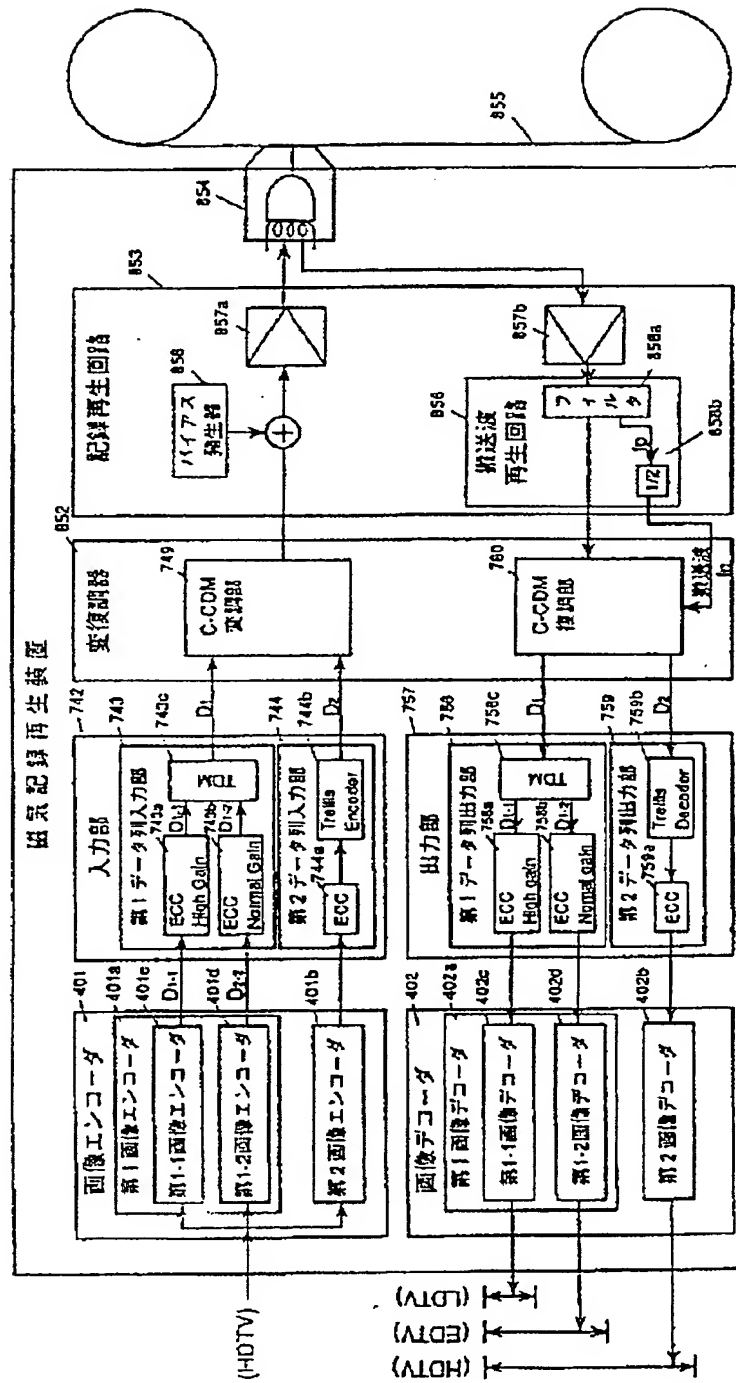 磁気記録再生装置
(HDTV)
画像エンコーダ
401
第1画像エンコーダ
401a
401c
第1-1画像エンコーダ
401d
第1-2画像エンコーダ
401b
第2画像エンコーダ
D1-1
入力部
742
第1データ列入力部
743
743a
ECC
High Gain
743b
ECC
Normal Gain
D1-1
D1-2
743c
TDM
第2データ列入力部
744
744a
ECC
744b
Trellis
Encoder
D1
D2
変復調器
852
749
C-CDM
変調部
記録再生回路
853
バイアス
発生器
858
857a
854
855
857b
搬送波
再生回路
856
フィルタ
858a
1/2
858b
搬送波
760
C-CDM
復調部
D1
D2
出力部
757
第1データ列出力部
758
758c
TDM
D1-1
D1-2
758a
ECC
High gain
758b
ECC
Nomal gain
第2データ列出力部
759
759b
Trellis
Decoder
759a
ECC
画像デコーダ
402
第1画像デコーダ
402a
402c
第1-1画像デコーダ
402d
第1-2画像デコーダ
402b
第2画像デコーダ
(LDTV)
(EDTV)
(HDTV)